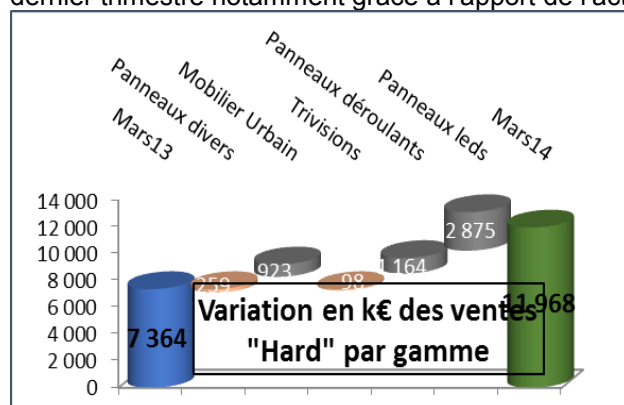 dernier trimestre notamment grâce à l'apport de l'act
Mars13
Panneaux divers
Mobilier Urbain
Trivisions
Panneaux déroulants
Panneaux leds
Mars14
14 000
12 000
10 000
8 000
6 000
4 000
2 000
0
7 364
259
923
98
1 164
2 875
11 968
Variation en k€ des ventes
"Hard" par gamme